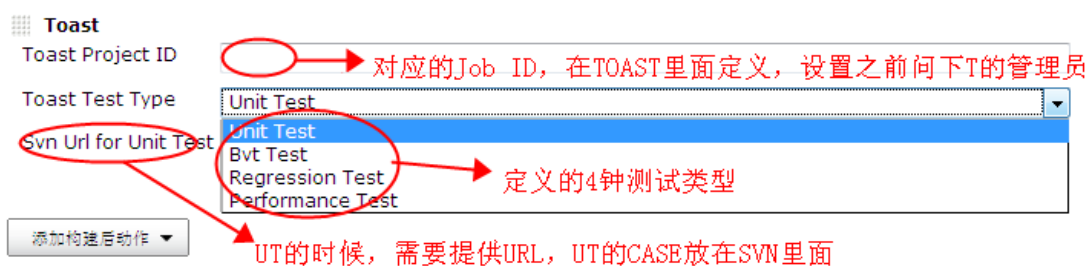 Toast
Toast Project ID
对应的Job ID，在TOAST里面定义，设置之前问下T的管理员
Toast Test Type
Unit Test
Svn Url for Unit Test
Unit Test
Bvt Test
Regression Test
Performance Test
定义的4钟测试类型
添加构建后动作
UT的时候，需要提供URL，UT的CASE放在SVN里面